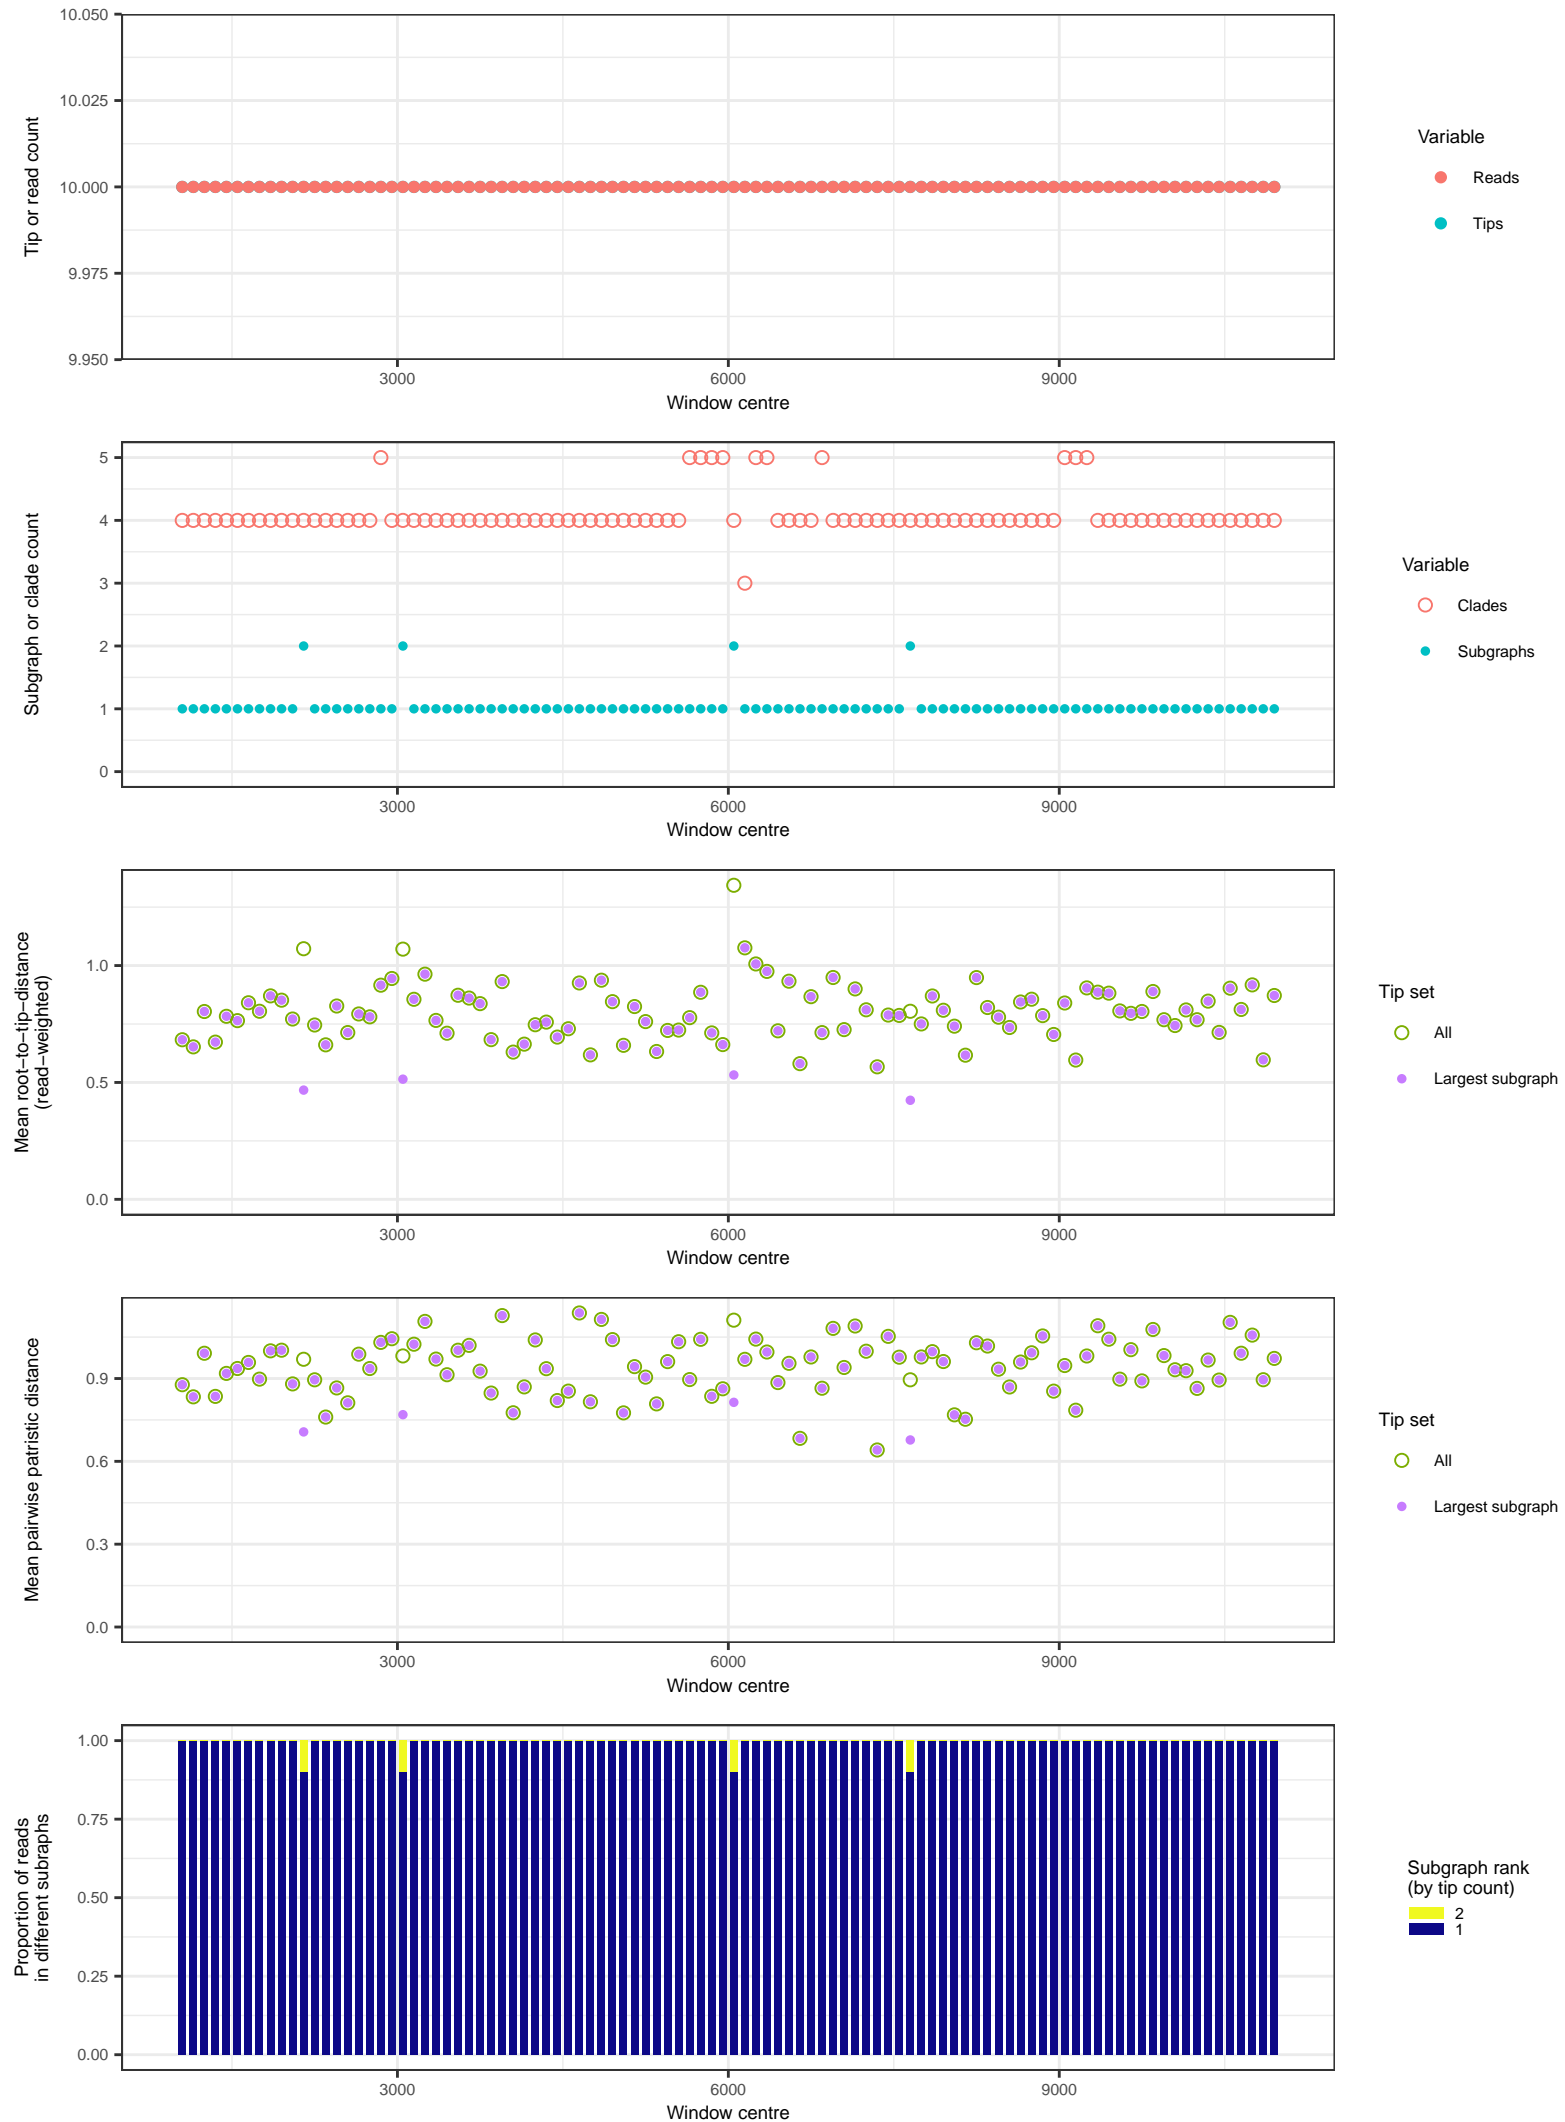 10.050
10.025
10.000
9.975
9.950
Tip or read count
3000
6000
9000
Window centre
Variable
Reads
Tips
5
4
3
2
1
0
Subgraph or clade count
3000
6000
9000
Window centre
Variable
Clades
Subgraphs
1.0
0.5
0.0
Mean root−to−tip−distance
(read−weighted)
3000
6000
9000
Window centre
Tip set
All
Largest subgraph
0.9
0.6
0.3
0.0
Mean pairwise patristic distance
3000
6000
9000
Window centre
Tip set
All
Largest subgraph
1.00
0.75
0.50
0.25
0.00
Proportion of reads
in different subraphs
3000
6000
9000
Window centre
Subgraph rank
(by tip count)
2
1